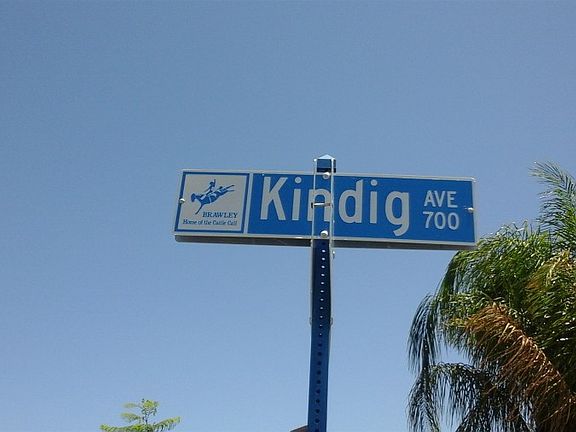 BRAWLEY
Home of the Cattle Call
Kindig AVE
700